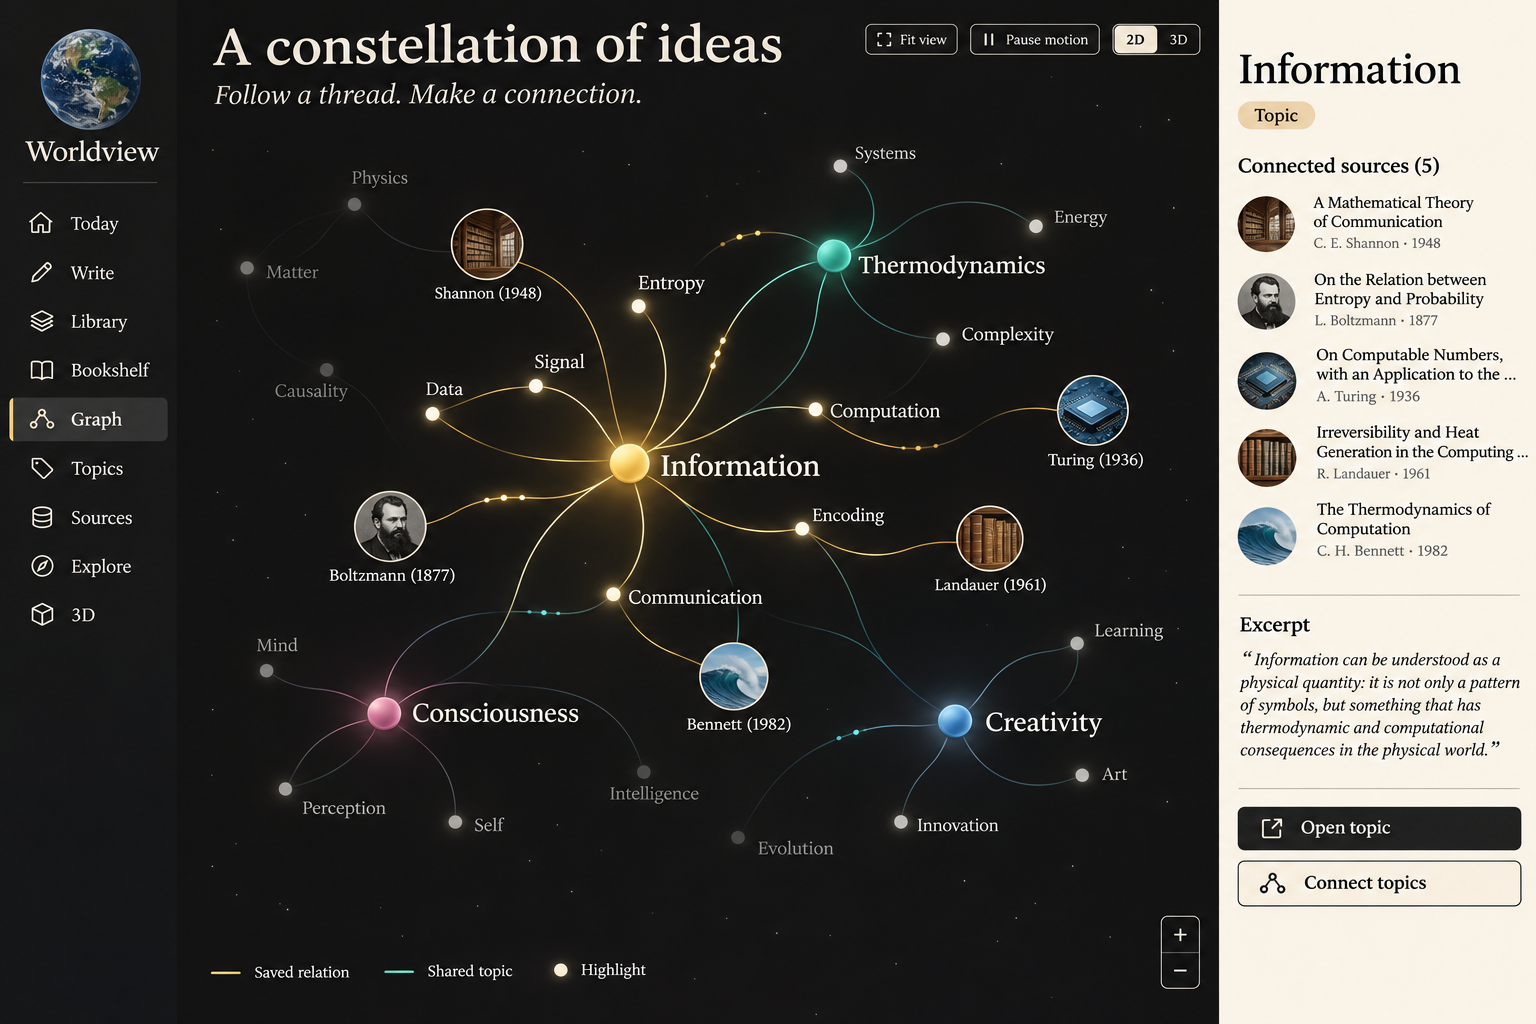 Worldview
Today
Write
Library
Bookshelf
Graph
Topics
Sources
Explore
3D
A constellation of ideas
Follow a thread. Make a connection.
Fit view
Pause motion
2D
3D
Physics
Matter
Causality
Shannon (1948)
Entropy
Signal
Data
Systems
Energy
Thermodynamics
Complexity
Computation
Turing (1936)
Information
Boltzmann (1877)
Encoding
Landauer (1961)
Communication
Bennett (1982)
Mind
Consciousness
Perception
Self
Intelligence
Learning
Creativity
Art
Innovation
Evolution
Saved relation
Shared topic
Highlight
+
−
Information
Topic
Connected sources (5)
A Mathematical Theory
of Communication
C. E. Shannon • 1948
On the Relation between
Entropy and Probability
L. Boltzmann • 1877
On Computable Numbers,
with an Application to the ...
A. Turing • 1936
Irreversibility and Heat
Generation in the Computing ...
R. Landauer • 1961
The Thermodynamics of
Computation
C. H. Bennett • 1982
Excerpt
“Information can be understood as a
physical quantity: it is not only a pattern
of symbols, but something that has
thermodynamic and computational
consequences in the physical world.”
Open topic
Connect topics